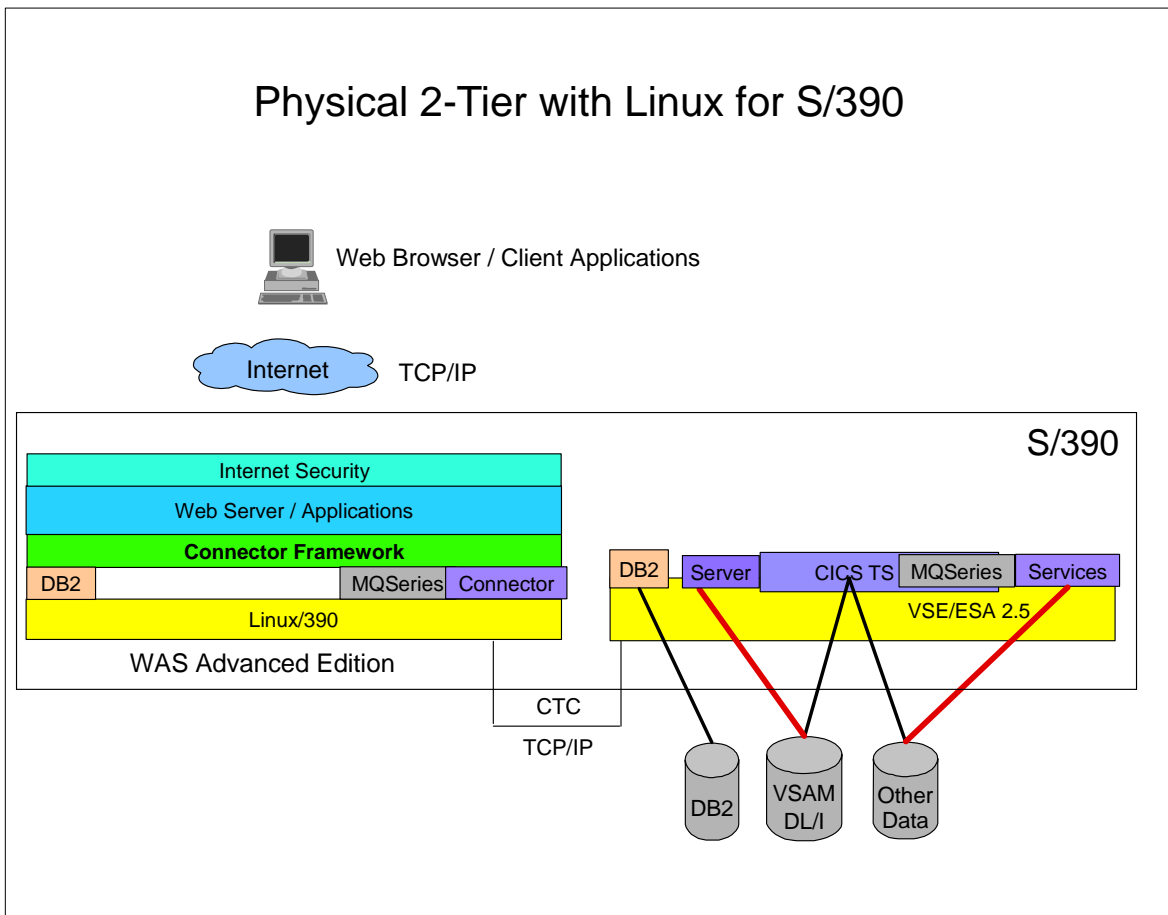 Physical 2-Tier with Linux for S/390
Web Browser / Client Applications
Internet
TCP/IP
S/390
Internet Security
Web Server / Applications
Connector Framework
DB2
MQSeries
Connector
Linux/390
WAS Advanced Edition
DB2
Server
CICS TS
MQSeries
Services
VSE/ESA 2.5
CTC
TCP/IP
DB2
VSAM
DL/I
Other
Data